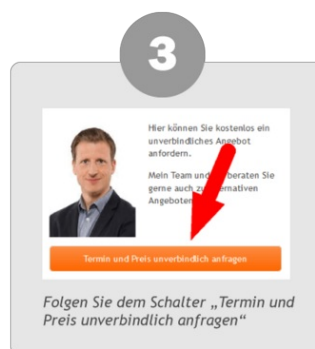 3
Hier können Sie kostenlos ein
unverbindliches Angebot
anfordern.
Mein Team und beraten Sie
gerne auch zu
Angeboten
Termin und Preis unverbindlich anfragen
Folgen Sie dem Schalter „Termin und
Preis unverbindlich anfragen“